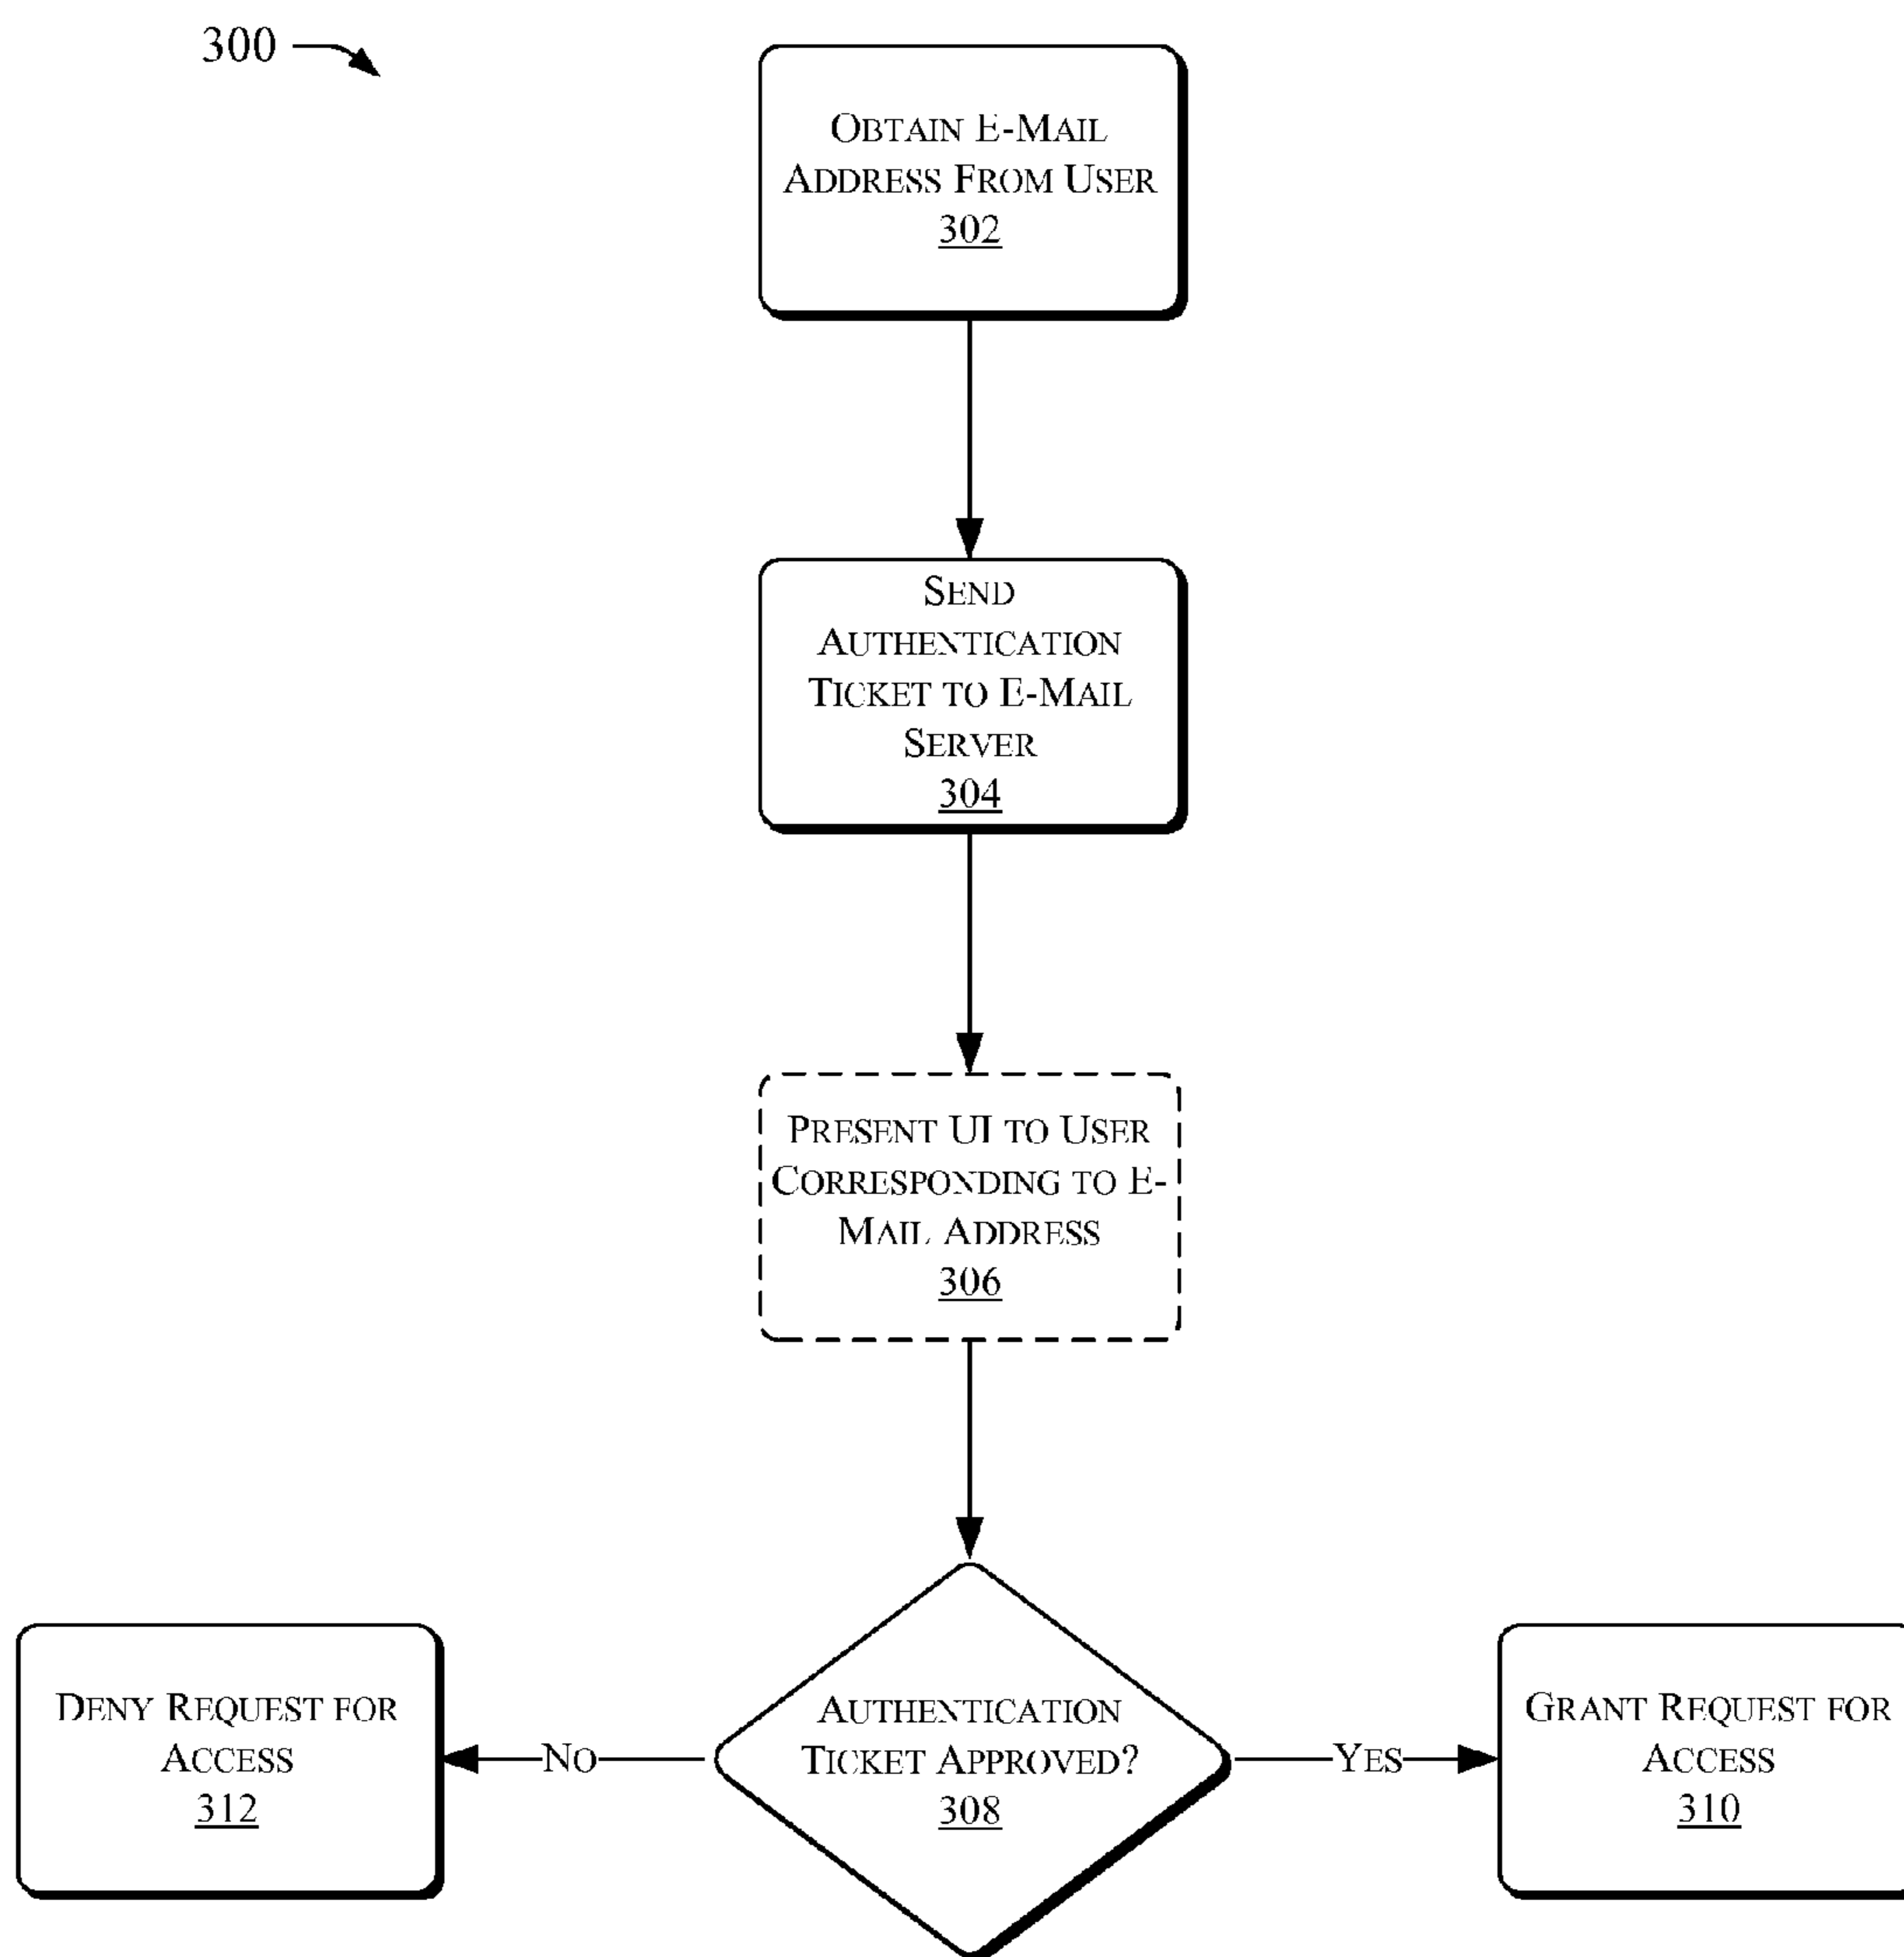 300
OBTAIN E-MAIL
ADDRESS FROM USER
302
SEND
AUTHENTICATION
TICKET TO E-MAIL
SERVER
304
PRESENT UI TO USER
CORRESPONDING TO E-
MAIL ADDRESS
306
DENY REQUEST FOR
ACCESS
312
NO
AUTHENTICATION
TICKET APPROVED?
308
YES
GRANT REQUEST FOR
ACCESS
310